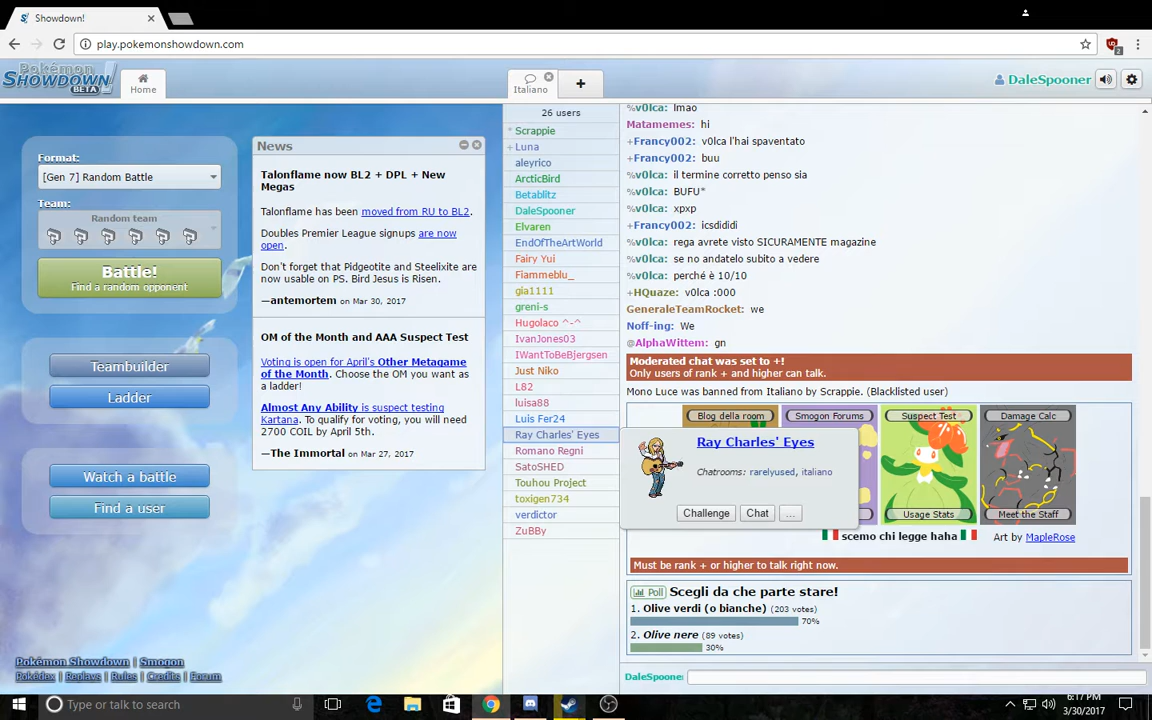 Showdown!
play.pokemonshowdown.com
Pokémon
SHOWDOWN!
BETA
Home
Italiano
DaleSpooner
Format:
[Gen 7] Random Battle
Team:
Random team
Battle!
Find a random opponent
Teambuilder
Ladder
Watch a battle
Find a user
Pokémon Showdown | Smogon
Pokédex | Replays | Rules | Credits | Forum
News
Talonflame now BL2 + DPL + New
Megas
Talonflame has been moved from RU to BL2.
Doubles Premier League signups are now
open.
Don't forget that Pidgeotite and Steelixite are
now usable on PS. Bird Jesus is Risen.
—antemortem on Mar 30, 2017
OM of the Month and AAA Suspect Test
Voting is open for April's Other Metagame
of the Month. Choose the OM you want as
a ladder!
Almost Any Ability is suspect testing
Kartana. To qualify for voting, you will need
2700 COIL by April 5th.
—The Immortal on Mar 27, 2017
26 users
* Scrappie
+ Luna
aleyrico
ArcticBird
Betablitz
DaleSpooner
Elvaren
EndOfTheArtWorld
Fairy Yui
Fiammeblu_
gia1111
greni-s
Hugolaco ^-^
IvanJones03
IWantToBeBjergsen
Just Niko
L82
luisa88
Luis Fer24
Ray Charles' Eyes
Romano Regni
SatoSHED
Touhou Project
toxigen734
verdictor
ZuBBy
%v0lca: lmao
Matamemes: hi
+Francy002: v0lca l'hai spaventato
+Francy002: buu
%v0lca: il termine corretto penso sia
%v0lca: BUFU*
%v0lca: xpxp
+Francy002: icsdididi
%v0lca: rega avrete visto SICURAMENTE magazine
%v0lca: se no andatelo subito a vedere
%v0lca: perché è 10/10
+HQuaze: v0lca :000
GeneraleTeamRocket: we
Noff-ing: We
@AlphaWittem: gn
Moderated chat was set to +!
Only users of rank + and higher can talk.
Mono Luce was banned from Italiano by Scrappie. (Blacklisted user)
Blog della room
Smogon Forums
Suspect Test
Damage Calc
Ray Charles' Eyes
Chatrooms: rarelyused, italiano
Challenge
Chat
...
Usage Stats
Meet the Staff
scemo chi legge haha
Art by MapleRose
Must be rank + or higher to talk right now.
Poll Scegli da che parte stare!
1. Olive verdi (o bianche) (203 votes)
70%
2. Olive nere (89 votes)
30%
DaleSpooner:
Type or talk to search
6:17 PM
3/30/2017